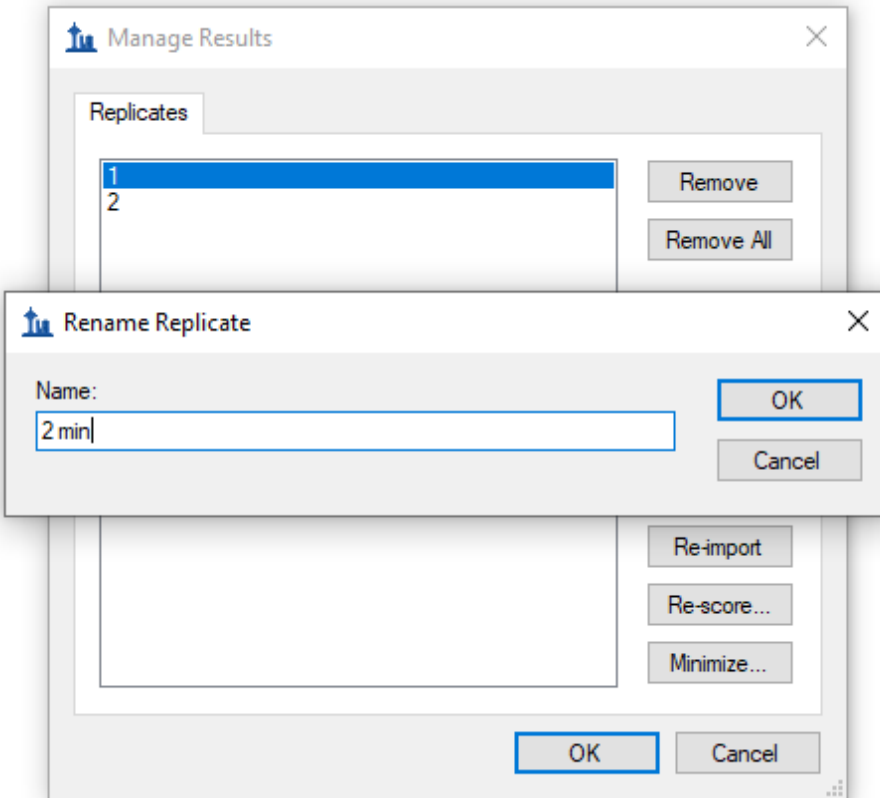 Manage Results
Replicates
1
2
Remove
Remove All
Rename Replicate
Name:
2 min
OK
Cancel
Re-import
Re-score...
Minimize...
OK
Cancel